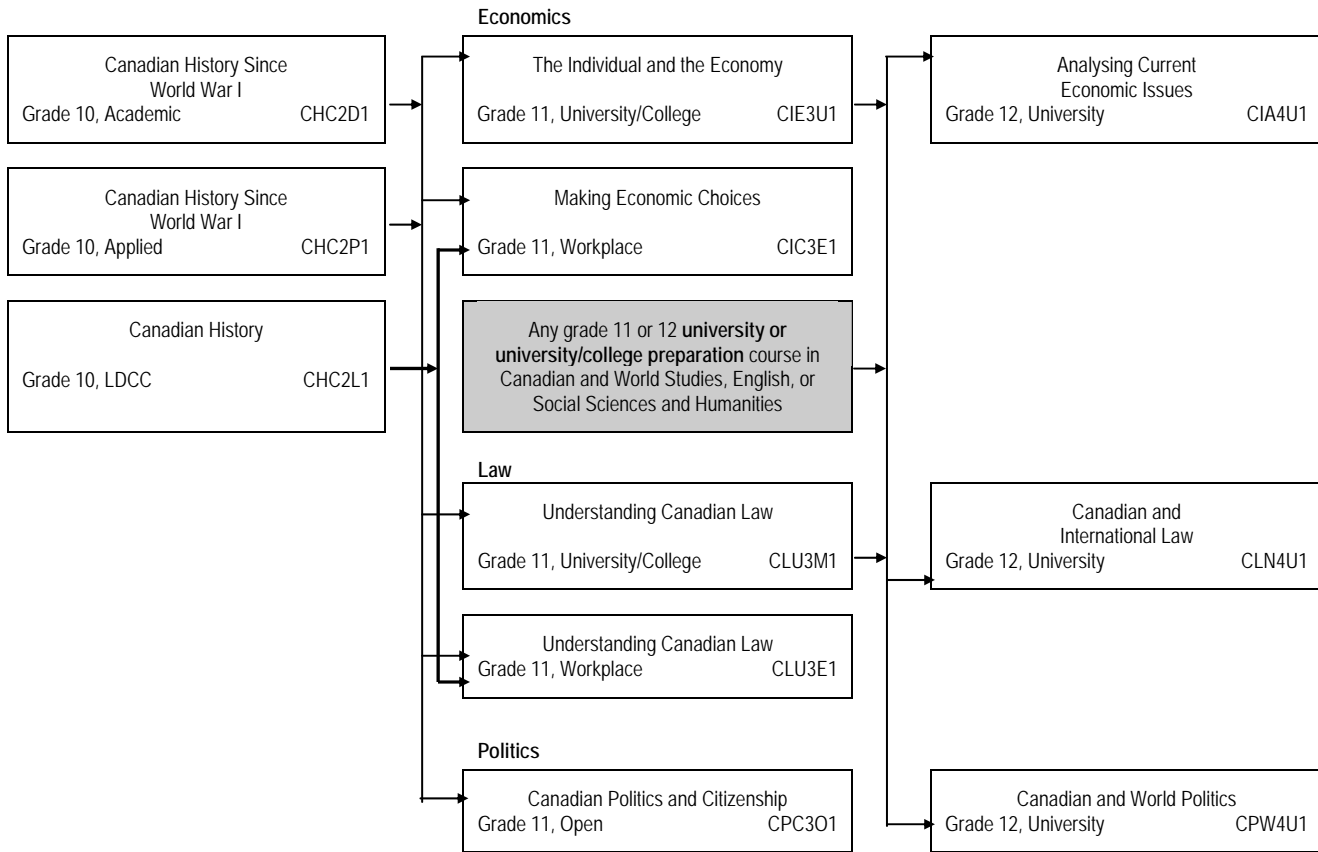 Economics
Canadian History Since
World War I
Grade 10, Academic CHC2D1
The Individual and the Economy
Grade 11, University/College CIE3U1
Analysing Current
Economic Issues
Grade 12, University CIA4U1
Canadian History Since
World War I
Grade 10, Applied CHC2P1
Making Economic Choices
Grade 11, Workplace CIC3E1
Canadian History
Grade 10, LDCC CHC2L1
Any grade 11 or 12 university or
university/college preparation course in
Canadian and World Studies, English, or
Social Sciences and Humanities
Law
Understanding Canadian Law
Grade 11, University/College CLU3M1
Canadian and
International Law
Grade 12, University CLN4U1
Understanding Canadian Law
Grade 11, Workplace CLU3E1
Politics
Canadian Politics and Citizenship
Grade 11, Open CPC3O1
Canadian and World Politics
Grade 12, University CPW4U1